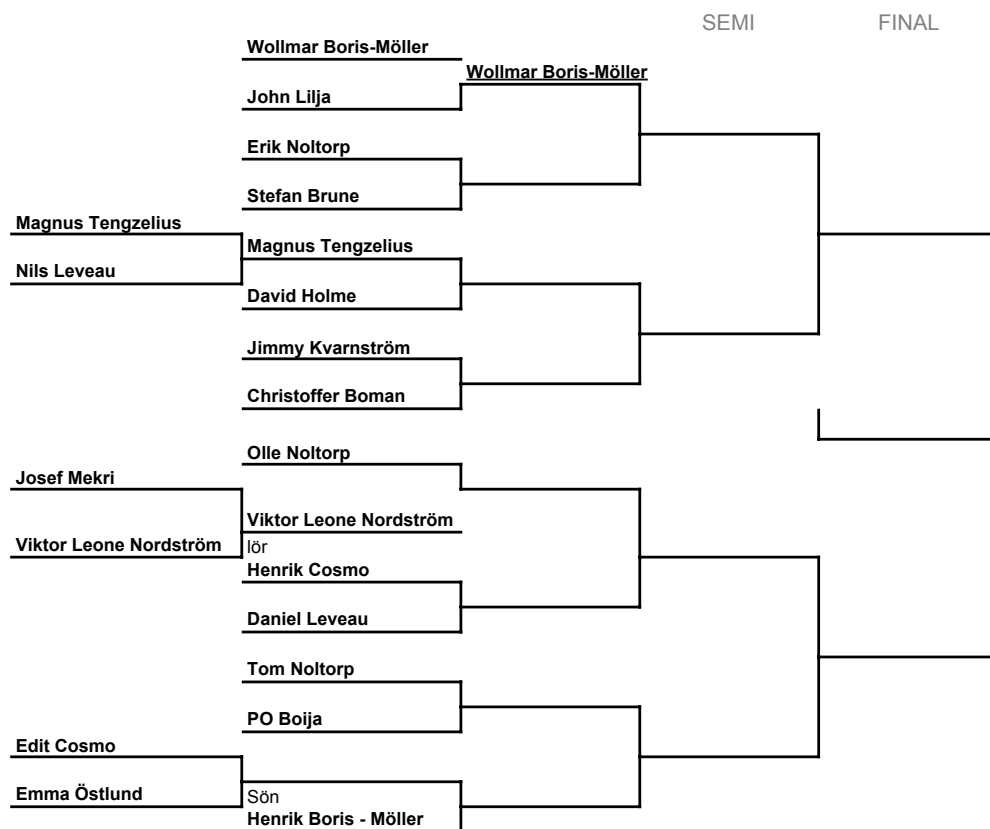 SEMI FINAL
Wollmar Boris-Möller
Wollmar Boris-Möller
John Lilja
Erik Noltorp
Stefan Brune
Magnus Tengzelius
Magnus Tengzelius
Nils Leveau
David Holme
Jimmy Kvarnström
Christoffer Boman
Olle Noltorp
Josef Mekri
Viktor Leone Nordström
Viktor Leone Nordström lör
Henrik Cosmo
Daniel Leveau
Tom Noltorp
PO Boija
Edit Cosmo
Emma Östlund Sön
Henrik Boris - Möller